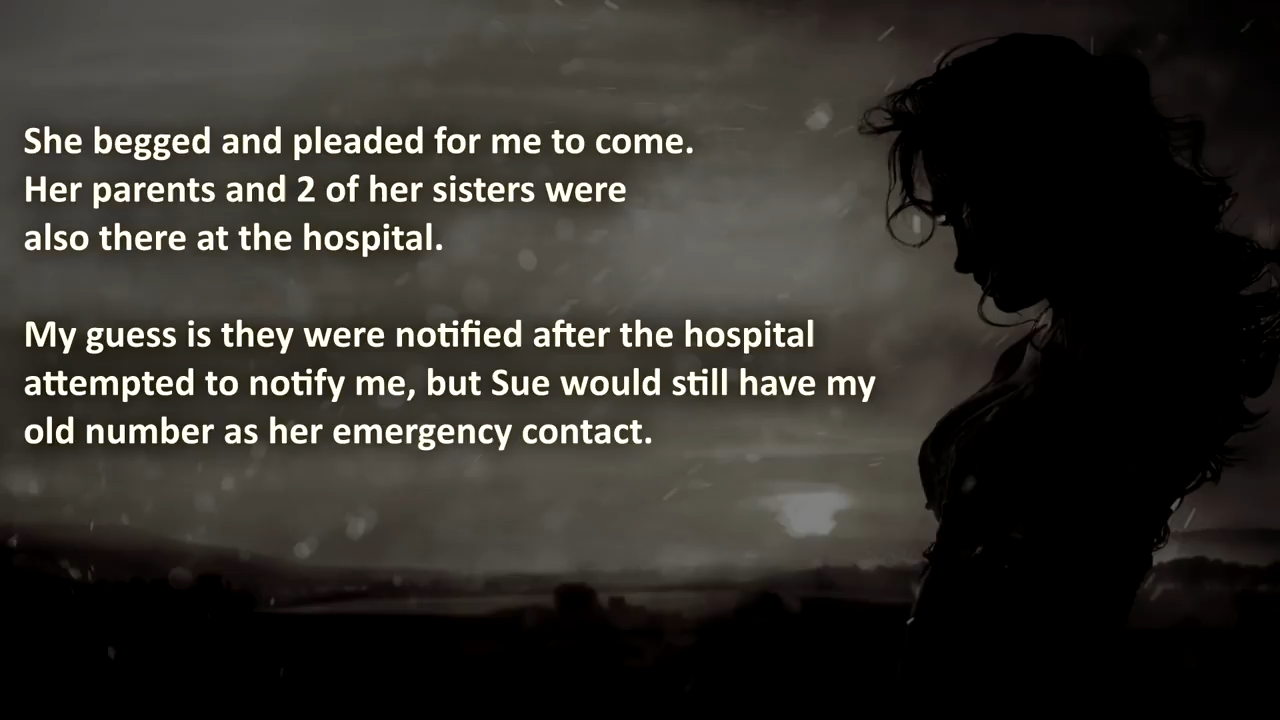 She begged and pleaded for me to come.
Her parents and 2 of her sisters were
also there at the hospital.
My guess is they were notified after the hospital
attempted to notify me, but Sue would still have my
old number as her emergency contact.